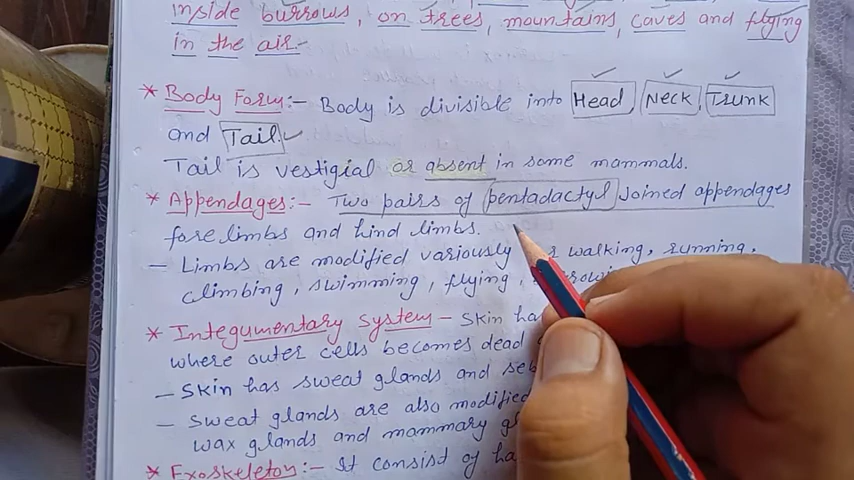 inside burrows, on trees, mountains, caves and flying
in the air.
* Body Form:- Body is divisible into Head, Neck, Trunk
and Tail.
Tail is vestigial or absent in some mammals.
* Appendages:- Two pairs of pentadactyl joined appendages
fore limbs and hind limbs.
- Limbs are modified variously walking, running,
climbing, swimming, flying,
* Integumentary System - Skin
where outer cells becomes dead
- Skin has sweat glands and
- Sweat glands are also modified
wax glands and mammary
* Exoskeleton:- It consist of